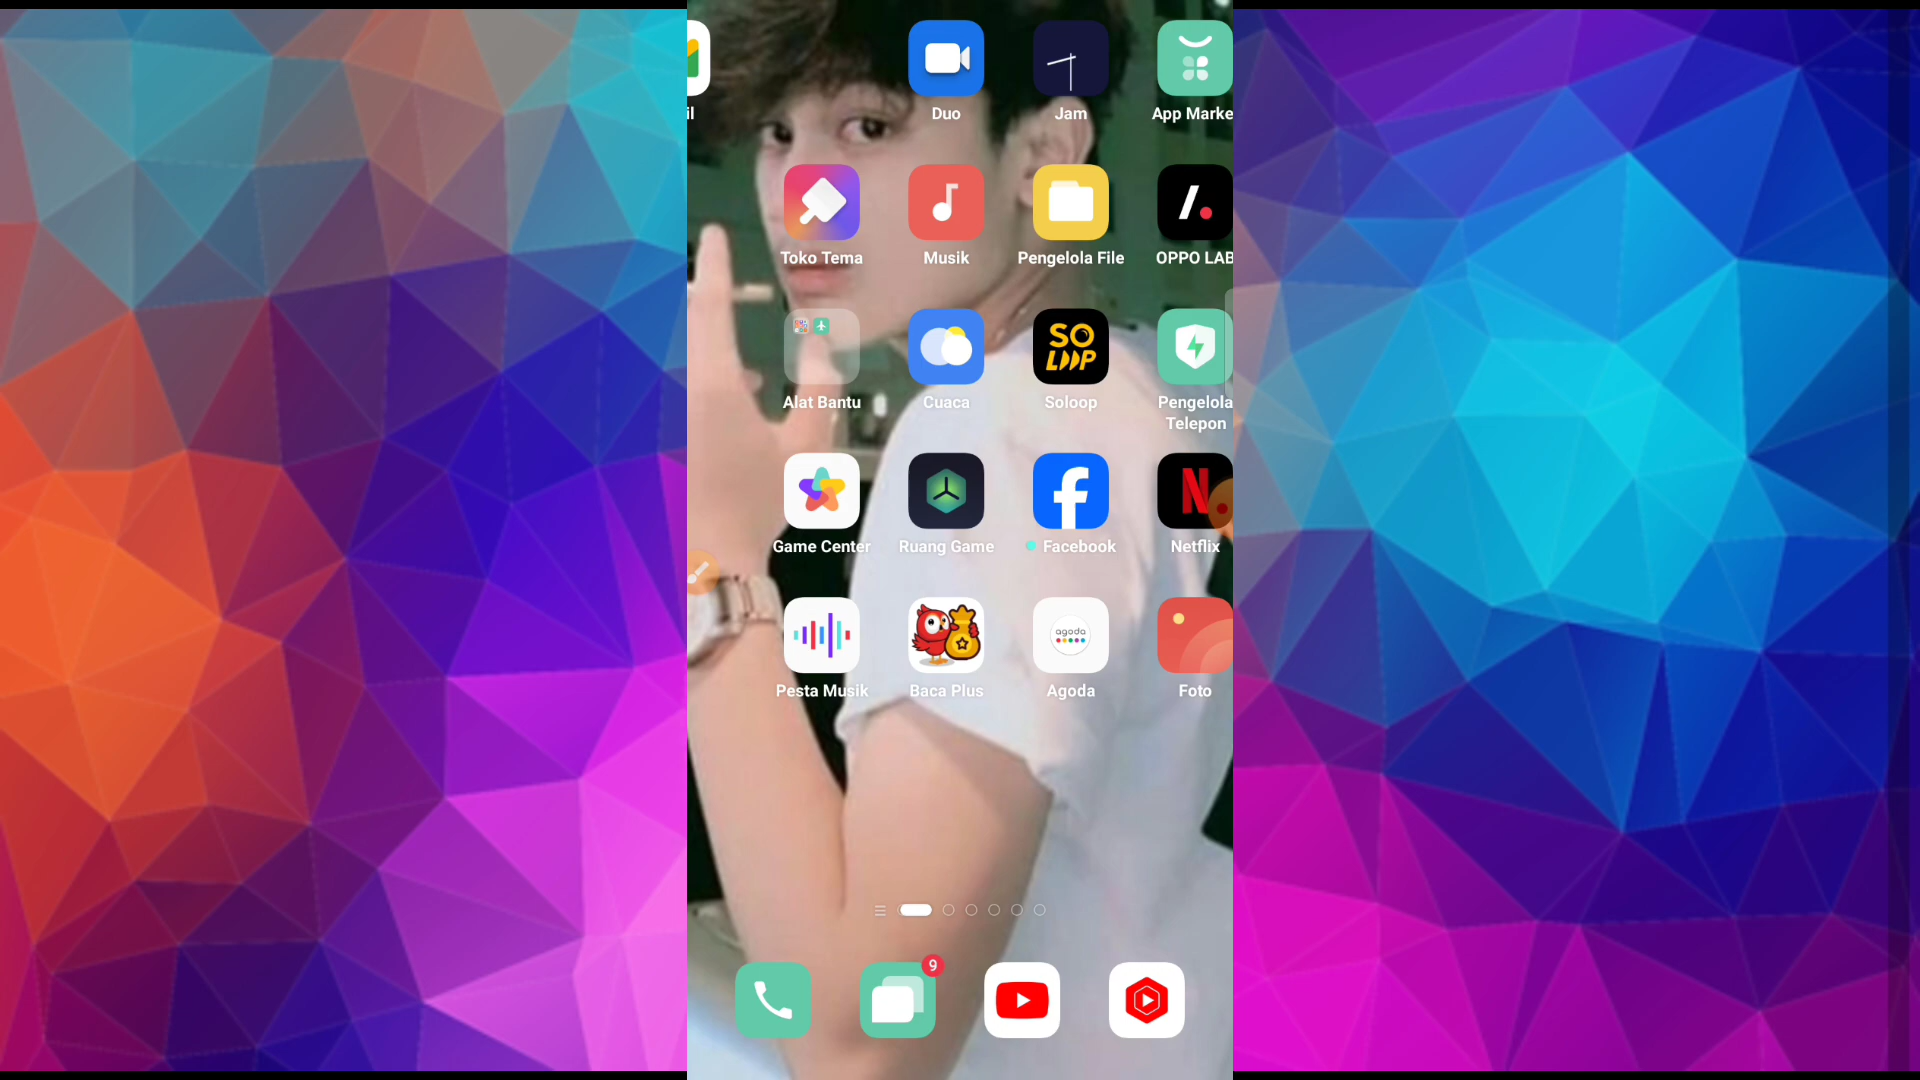 il
Duo
Jam
App Marke
Toko Tema
Musik
Pengelola File
OPPO LAB
Alat Bantu
Cuaca
SO
LOOP
Soloop
Pengelola
Telepon
Game Center
Ruang Game
Facebook
Netflix
agoda
Pesta Musik
Baca Plus
Agoda
Foto
9